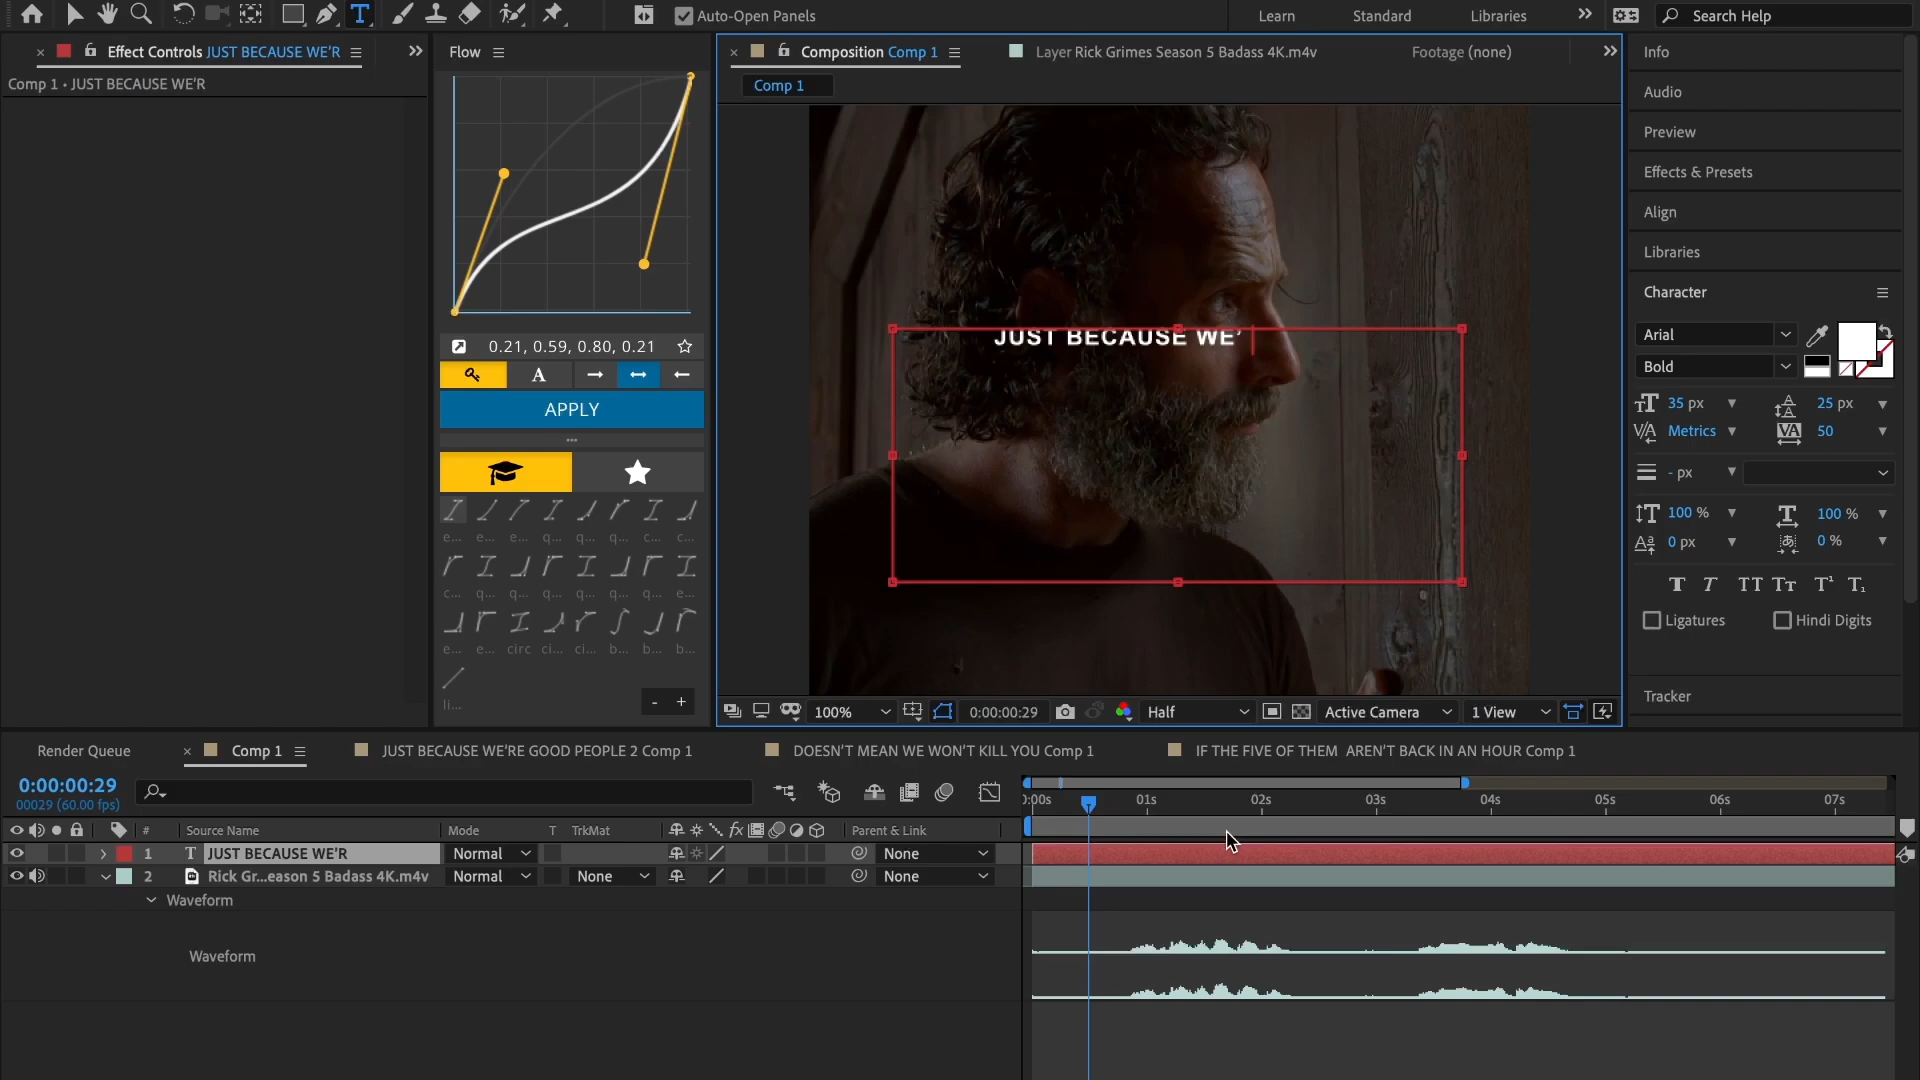 Auto-Open Panels
Learn
Standard
Libraries
Search Help
Effect Controls JUST BECAUSE WE'R
Flow
Composition Comp 1
Layer Rick Grimes Season 5 Badass 4K.m4v
Footage (none)
Info
Comp 1 • JUST BECAUSE WE'R
Comp 1
Audio
Preview
Effects & Presets
Align
Libraries
Character
JUST BECAUSE WE'
0.21, 0.59, 0.80, 0.21
Arial
Bold
A
APPLY
35 px
25 px
Metrics
50
- px
100 %
100 %
0 px
0 %
e... e... e... q... q... q... c... c...
c... q... q... q... q... q... q... e...
e... e... circ ci... ci... b... b... b...
li...
- +
Ligatures
Hindi Digits
Tracker
100%
0:00:00:29
Half
Active Camera
1 View
Render Queue
Comp 1
JUST BECAUSE WE'RE GOOD PEOPLE 2 Comp 1
DOESN'T MEAN WE WON'T KILL YOU Comp 1
IF THE FIVE OF THEM AREN'T BACK IN AN HOUR Comp 1
0:00:00:29
00029 (60.00 fps)
):00s 01s 02s 03s 04s 05s 06s 07s
# Source Name Mode T TrkMat fx Parent & Link
1 T JUST BECAUSE WE'R Normal None
2 Rick Gr...eason 5 Badass 4K.m4v Normal None None
Waveform
Waveform